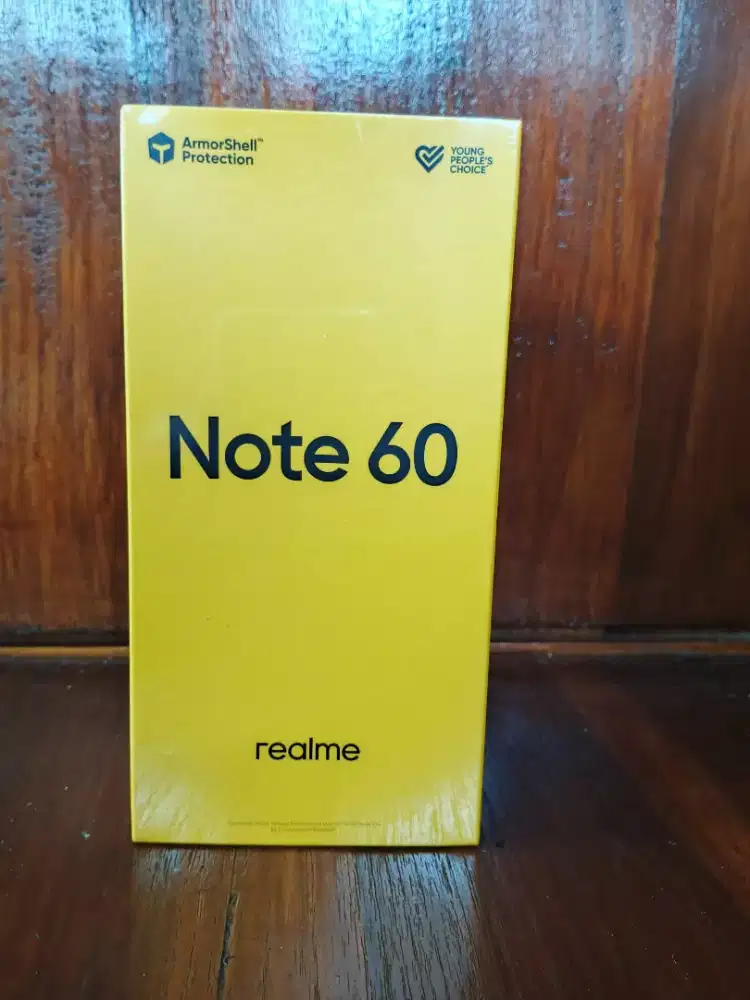 ArmorShell™
Protection
YOUNG
PEOPLE'S
CHOICE
Note 60
realme